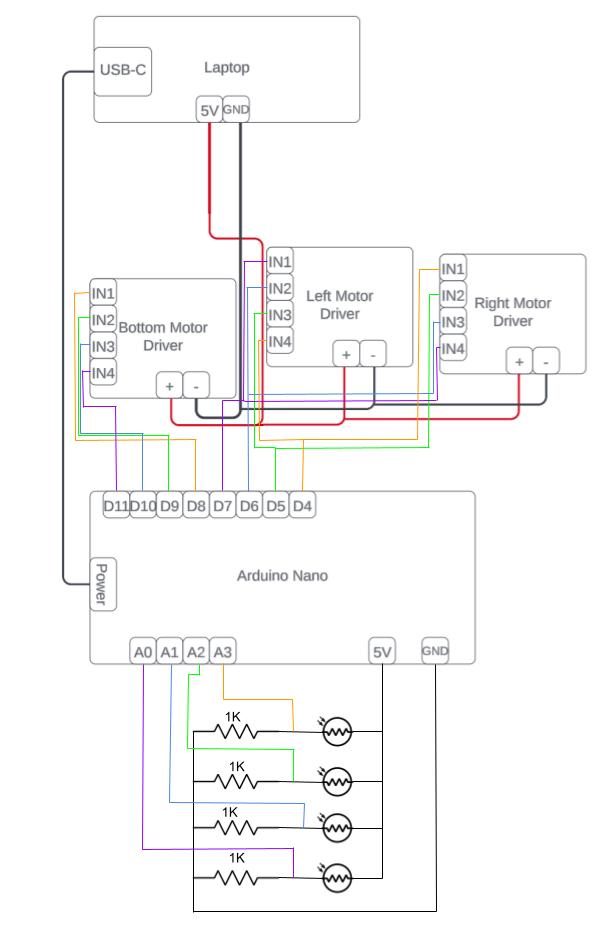 USB-C
Laptop
5V
GND
IN1
IN2
IN3
IN4
Bottom Motor
Driver
+
-
IN1
IN2
IN3
IN4
Left Motor
Driver
+
-
IN1
IN2
IN3
IN4
Right Motor
Driver
+
-
D11
D10
D9
D8
D7
D6
D5
D4
Arduino Nano
Power
A0
A1
A2
A3
5V
GND
1K
1K
1K
1K